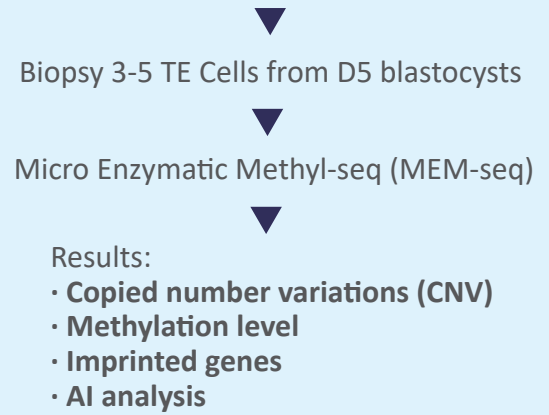 Biopsy 3-5 TE Cells from D5 blastocysts
Micro Enzymatic Methyl-seq (MEM-seq)
Results:
· Copied number variations (CNV)
· Methylation level
· Imprinted genes
· AI analysis